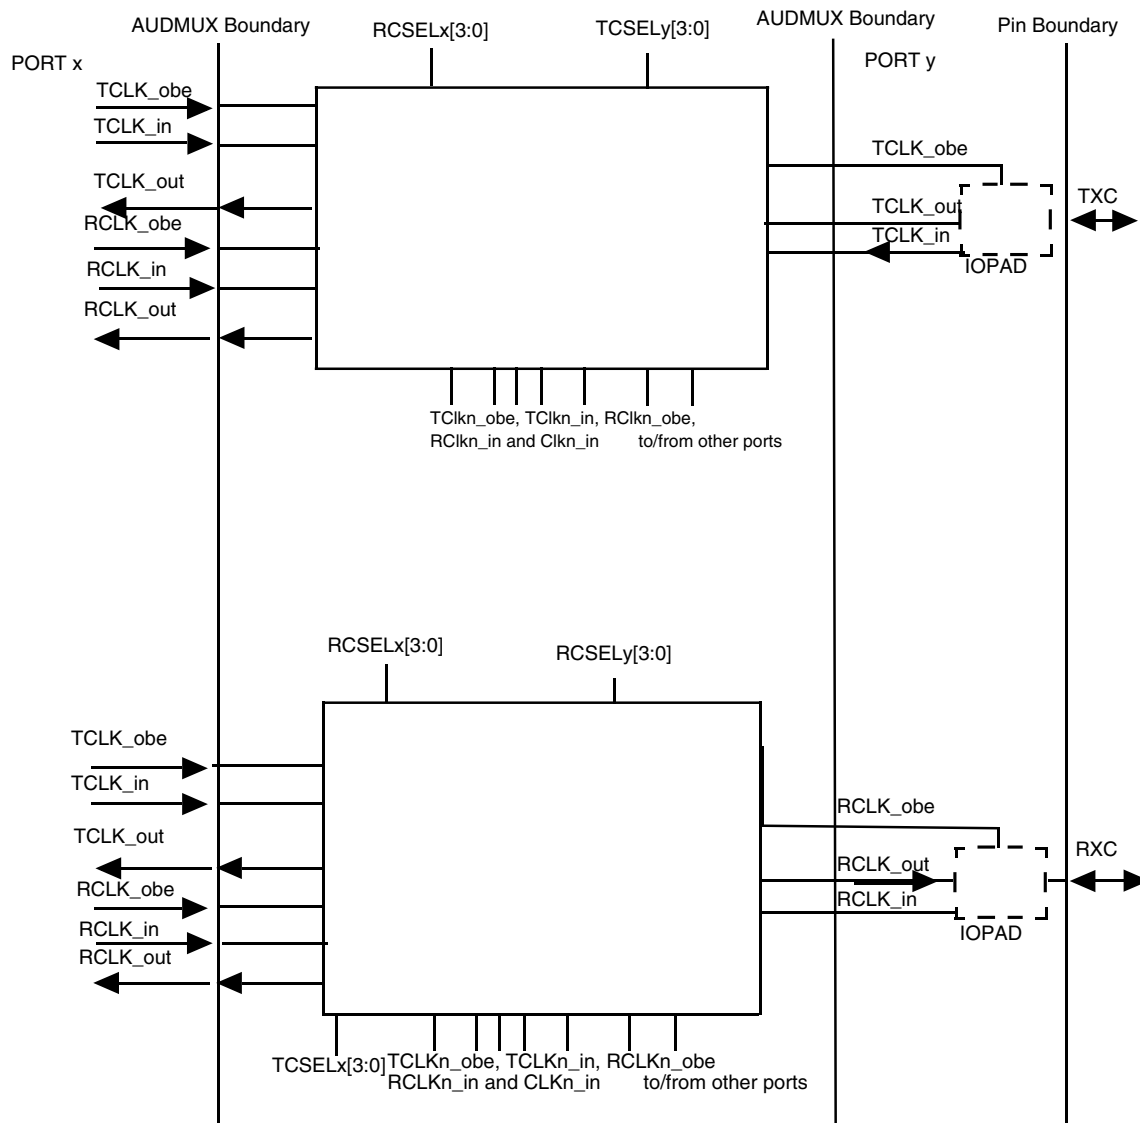 AUDMUX Boundary
AUDMUX Boundary
Pin Boundary
RCSELx[3:0]
TCSELy[3:0]
PORT x
PORT y
TCLK_obe
TCLK_in
TCLK_out
RCLK_obe
RCLK_in
RCLK_out
TCLK_obe
TCLK_out
TCLK_in
IOPAD
TXC
TClkn_obe, TClkn_in, RClkn_obe,
RClkn_in and Clkn_in to/from other ports
RCSELx[3:0]
RCSELy[3:0]
TCLK_obe
TCLK_in
TCLK_out
RCLK_obe
RCLK_in
RCLK_out
RCLK_obe
RCLK_out
RCLK_in
IOPAD
RXC
TCSELx[3:0]
TCLKn_obe, TCLKn_in, RCLKn_obe
RCLKn_in and CLKn_in to/from other ports